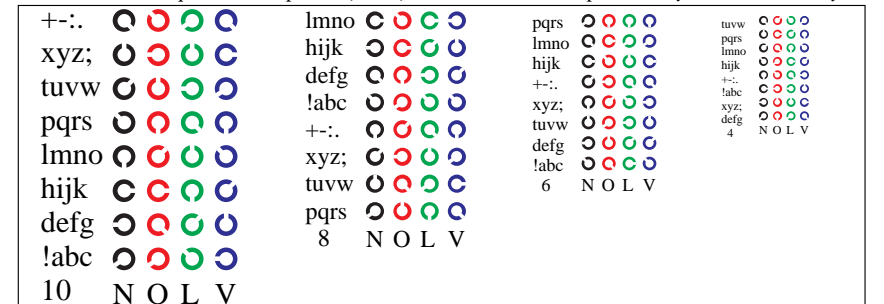 +-:.
xyz;
tuvw
pqrs
lmno
hijk
defg
!abc
10 N O L V
lmno
hijk
defg
!abc
+-:.
xyz;
tuvw
pqrs
8 N O L V
pqrs
lmno
hijk
+-:.
xyz;
tuvw
defg
!abc
6 N O L V
tuvw
pqrs
lmno
hijk
+-:.
!abc
xyz;
defg
4 N O L V